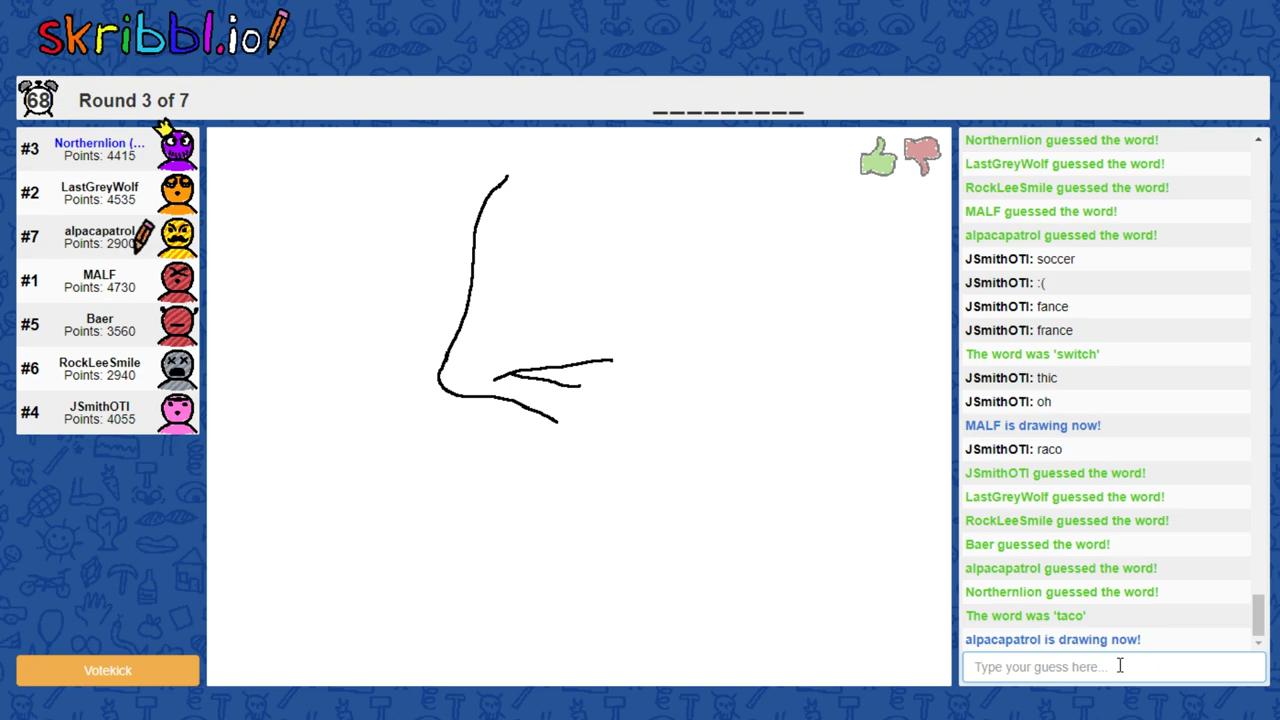 skribbl.io
68
Round 3 of 7
_________
#3
Northernlion (...
Points: 4415
#2
LastGreyWolf
Points: 4535
#7
alpacapatrol
Points: 2900
#1
MALF
Points: 4730
#5
Baer
Points: 3560
#6
RockLeeSmile
Points: 2940
#4
JSmithOTI
Points: 4055
Votekick
Northernlion guessed the word!
LastGreyWolf guessed the word!
RockLeeSmile guessed the word!
MALF guessed the word!
alpacapatrol guessed the word!
JSmithOTI: soccer
JSmithOTI: :(
JSmithOTI: fance
JSmithOTI: france
The word was 'switch'
JSmithOTI: thic
JSmithOTI: oh
MALF is drawing now!
JSmithOTI: raco
JSmithOTI guessed the word!
LastGreyWolf guessed the word!
RockLeeSmile guessed the word!
Baer guessed the word!
alpacapatrol guessed the word!
Northernlion guessed the word!
The word was 'taco'
alpacapatrol is drawing now!
Type your guess here...